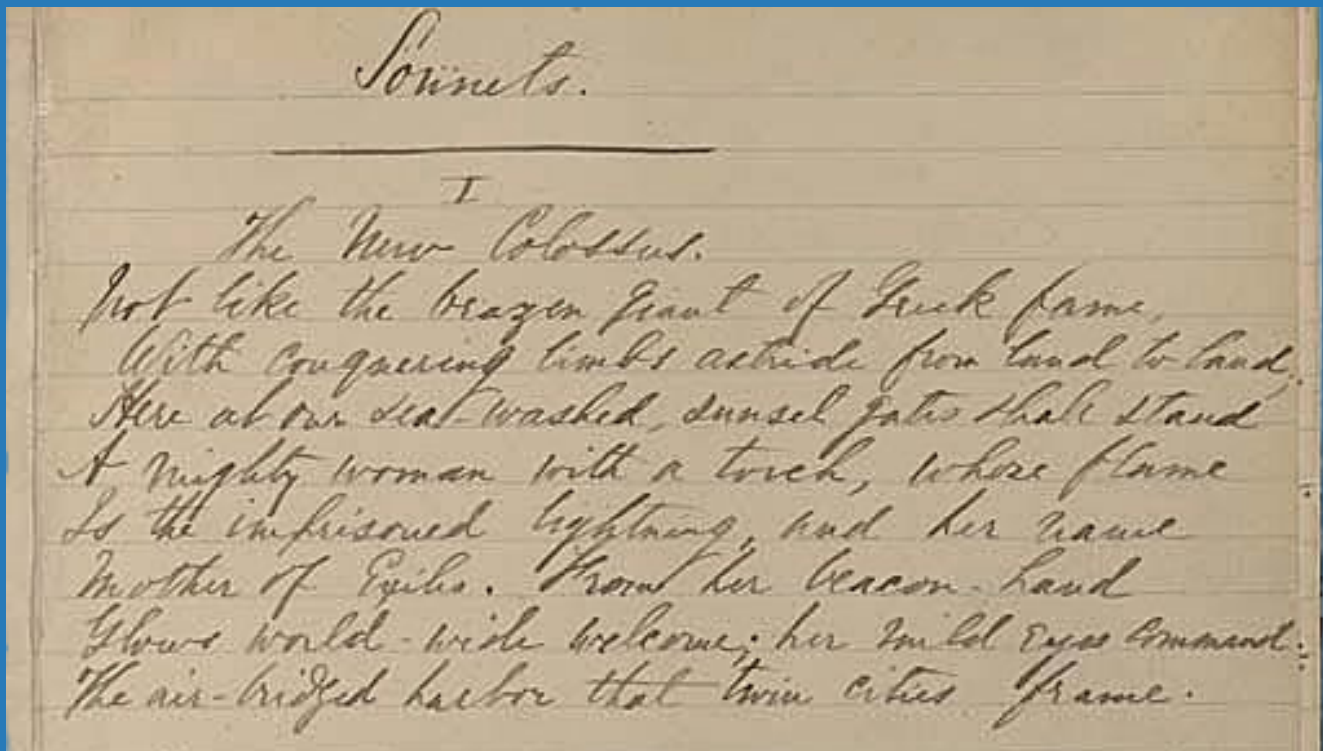 Sonnets.
I
The New Colossus.
Not like the brazen giant of Greek fame,
With conquering limbs astride from land to land;
Here at our sea-washed, sunset gates shall stand
A mighty woman with a torch, whose flame
Is the imprisoned lightning, and her name
Mother of Exiles. From her beacon-hand
Glows world-wide welcome; her mild eyes command
The air-bridged harbor that twin cities frame.